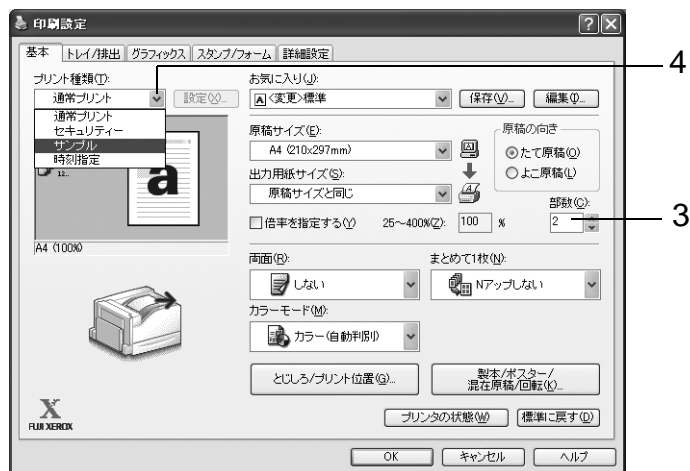 印刷設定
基本 トレイ/排出 グラフィックス スタンプ/フォーム 詳細設定
4
プリント種類(T):
通常プリント 設定(X)...
通常プリント
セキュリティー
サンプル
時刻指定
12..
a
A4 (100%)
お気に入り(J):
A <変更>標準 保存(V)... 編集(I)...
原稿サイズ(E):
A4 (210x297mm)
出力用紙サイズ(S):
原稿サイズと同じ
原稿の向き
たて原稿(O)
よこ原稿(L)
倍率を指定する(Y) 25～400%(Z): 100 %
部数(C):
2
3
両面(R):
しない
まとめて1枚(N):
Nアップしない
カラーモード(M):
カラー(自動判別)
とじしろ/プリント位置(G)...
製本/ポスター/
混在原稿/回転(K)...
X
FUJI XEROX
プリンタの状態(W) 標準に戻す(D)
OK キャンセル ヘルプ